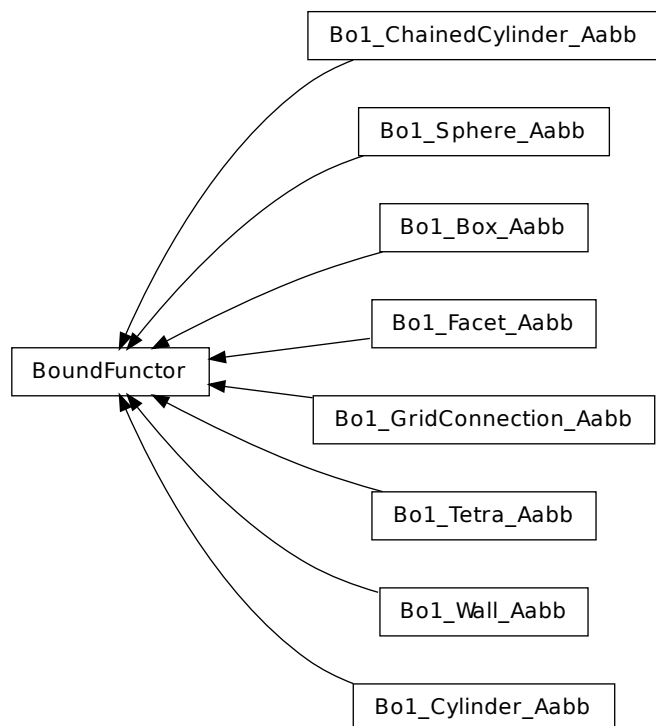 Bo1_ChainedCylinder_Aabb
Bo1_Sphere_Aabb
Bo1_Box_Aabb
Bo1_Facet_Aabb
BoundFunctor
Bo1_GridConnection_Aabb
Bo1_Tetra_Aabb
Bo1_Wall_Aabb
Bo1_Cylinder_Aabb